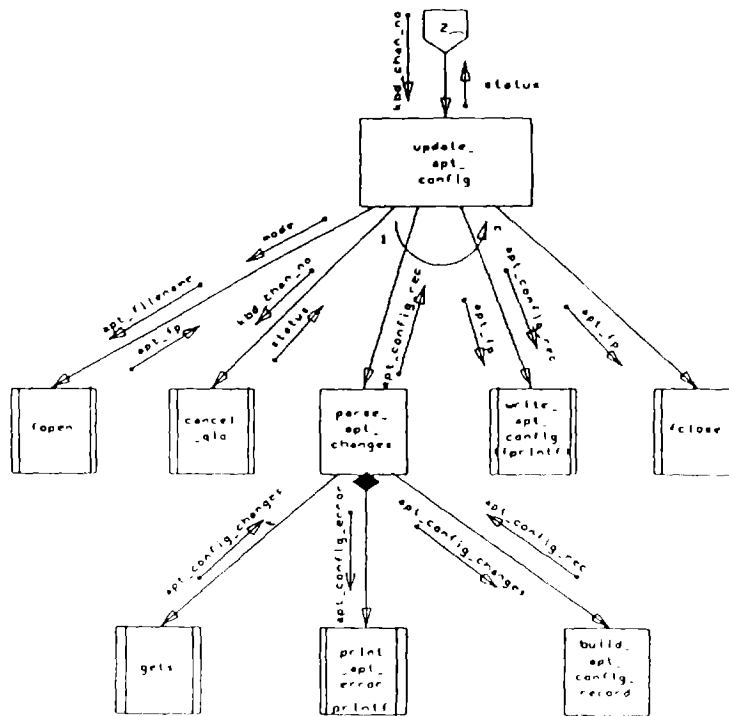 2
kbd_chan_no
status
update_
apt_
config
mode
1
n
apt_filename
kbd_chan_no
apt_config_rec
apt_config_rec
apt_fp
status
apt_fp
apt_fp
fopen
cancel
_qio
parse_
apt_
changes
write_
apt_
config
(fprintf)
fclose
apt_config_changes
apt_config_error
apt_config_changes
apt_config_rec
gets
print
_apt_
error
printf
build_
apt_
config_
record